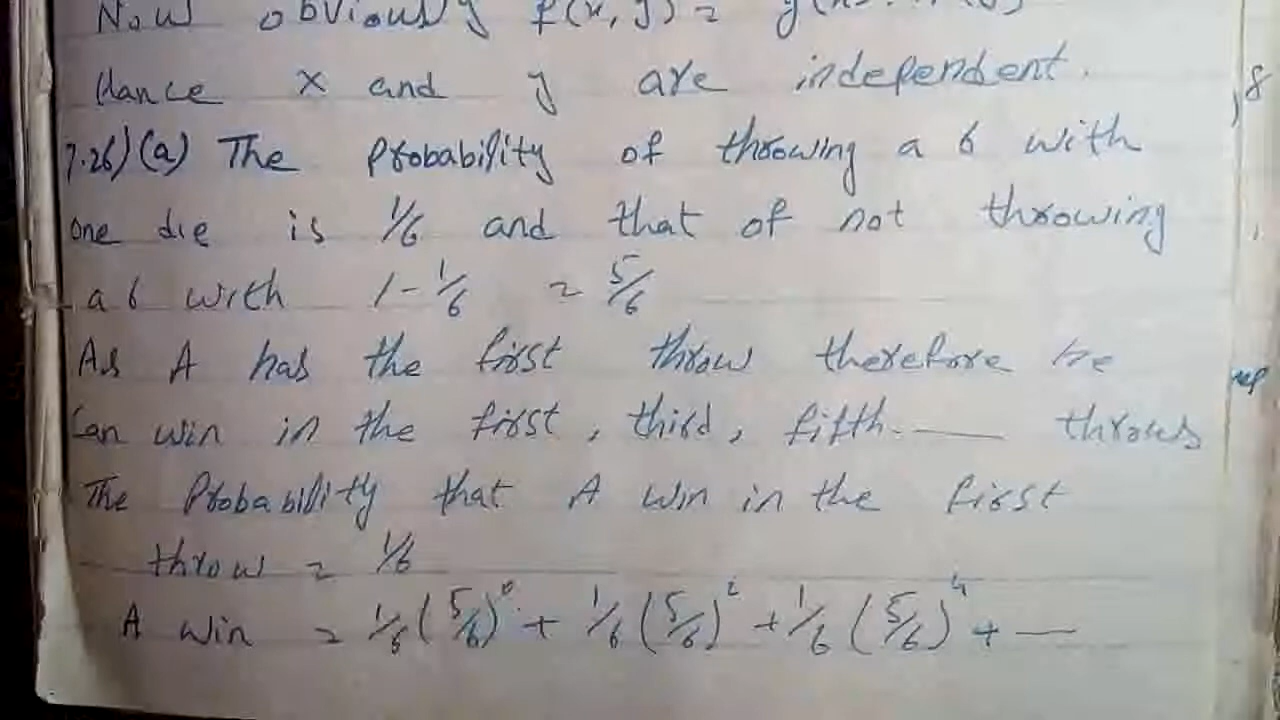 Now obviously f(x, y) =
Hance X and y are independent.
7.26) (a) The Probability of throwing a 6 with
one die is 1/6 and that of not throwing
a 6 with 1 - 1/6 = 5/6
As A has the first throw therefore he
Can win in the first, third, fifth - — throws
The Probability that A win in the first
throw = 1/6
A win = 1/6 (5/6)⁰ + 1/6 (5/6)² + 1/6 (5/6)⁴ + —